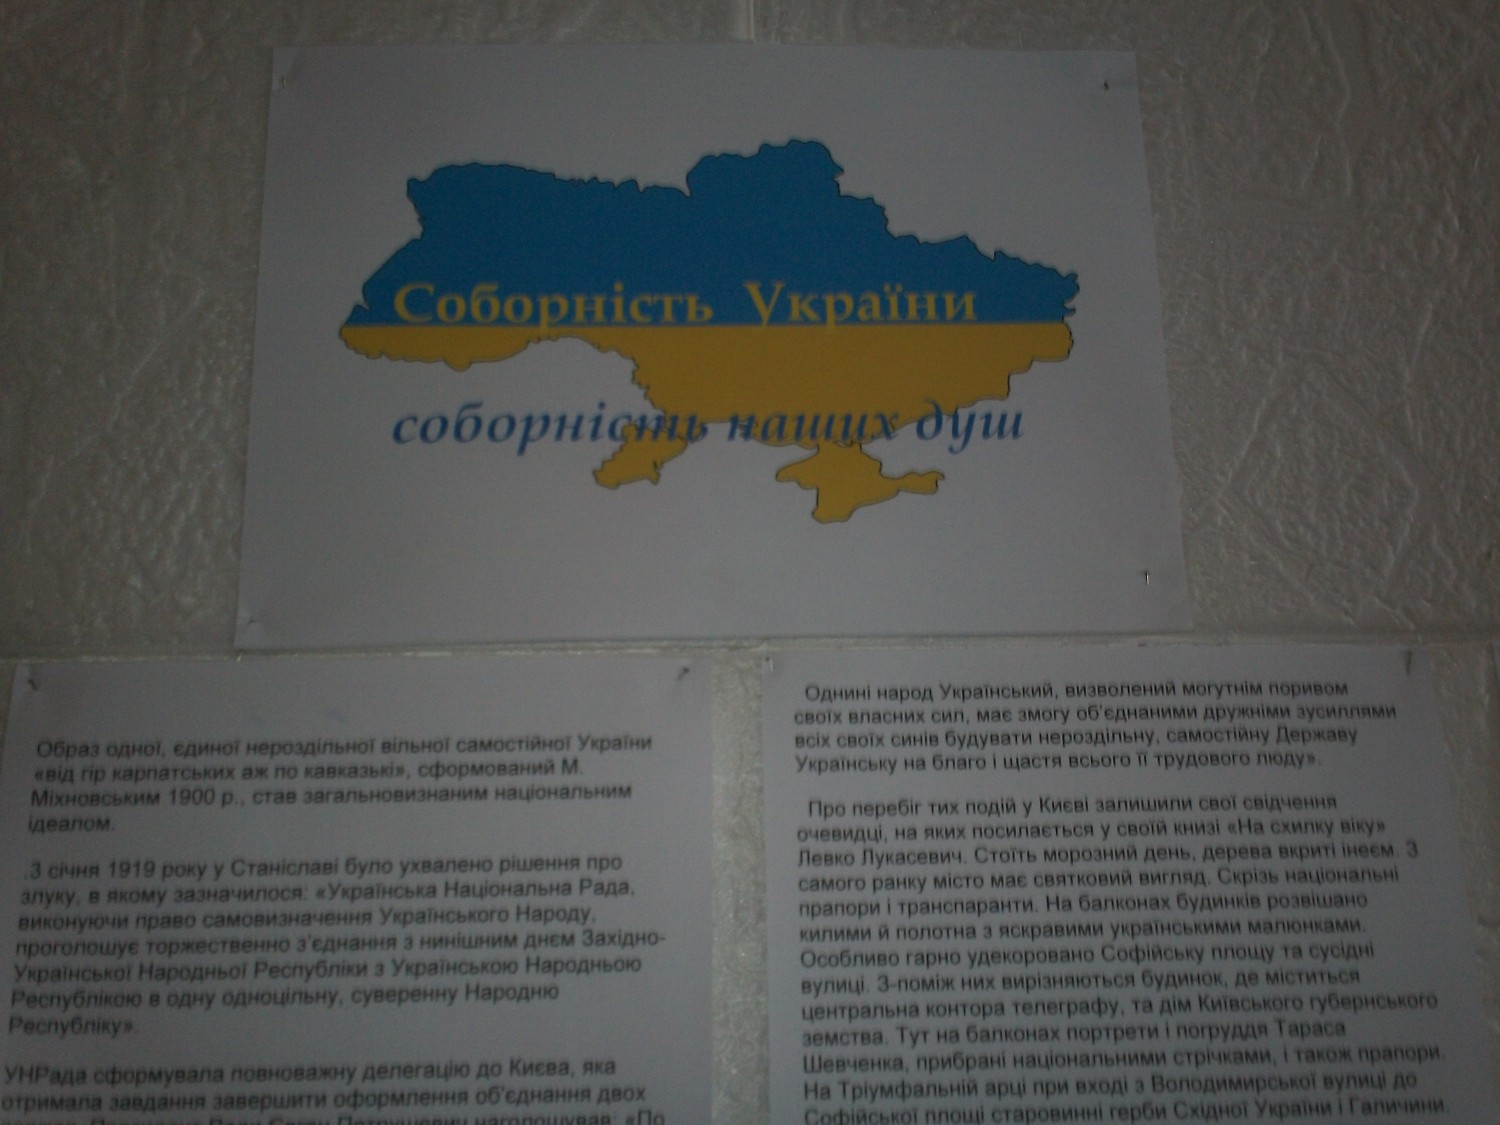 Соборність України
соборність наших душ
Образ одної, єдиної нероздільної вільної самостійної України
«від гір карпатських аж по кавказькі», сформований М.
Міхновським 1900 р., став загальновизнаним національним
ідеалом.
.3 січня 1919 року у Станіславі було ухвалено рішення про
злуку, в якому зазначилося: «Українська Національна Рада,
виконуючи право самовизначення Українського Народу,
проголошує торжественно з’єднання з нинішним днєм Західно-
Української Народньої Республіки з Українською Народньою
Республікою в одну одноцільну, суверенну Народню
Республіку».
УНРада сформувала повноважну делегацію до Києва, яка
отримала завдання завершити оформлення об’єднання двох
Петрушевич наголошував: «По
Однині народ Український, визволений могутнім поривом
своїх власних сил, має змогу об’єднаними дружніми зусиллями
всіх своїх синів будувати нероздільну, самостійну Державу
Українську на благо і щастя всього її трудового люду».
Про перебіг тих подій у Києві залишили свої свідчення
очевидці, на яких посилається у своїй книзі «На схилку віку»
Левко Лукасевич. Стоїть морозний день, дерева вкриті інеєм. З
самого ранку місто має святковий вигляд. Скрізь національні
прапори і транспаранти. На балконах будинків розвішано
килими й полотна з яскравими українськими малюнками.
Особливо гарно удекоровано Софійську площу та сусідні
вулиці. З-поміж них вирізняються будинок, де міститься
центральна контора телеграфу, та дім Київського губернського
земства. Тут на балконах портрети і погруддя Тараса
Шевченка, прибрані національними стрічками, і також прапори.
На Тріумфальній арці при вході з Володимирської вулиці до
Софійської площі старовинні герби Східної України і Галичини.